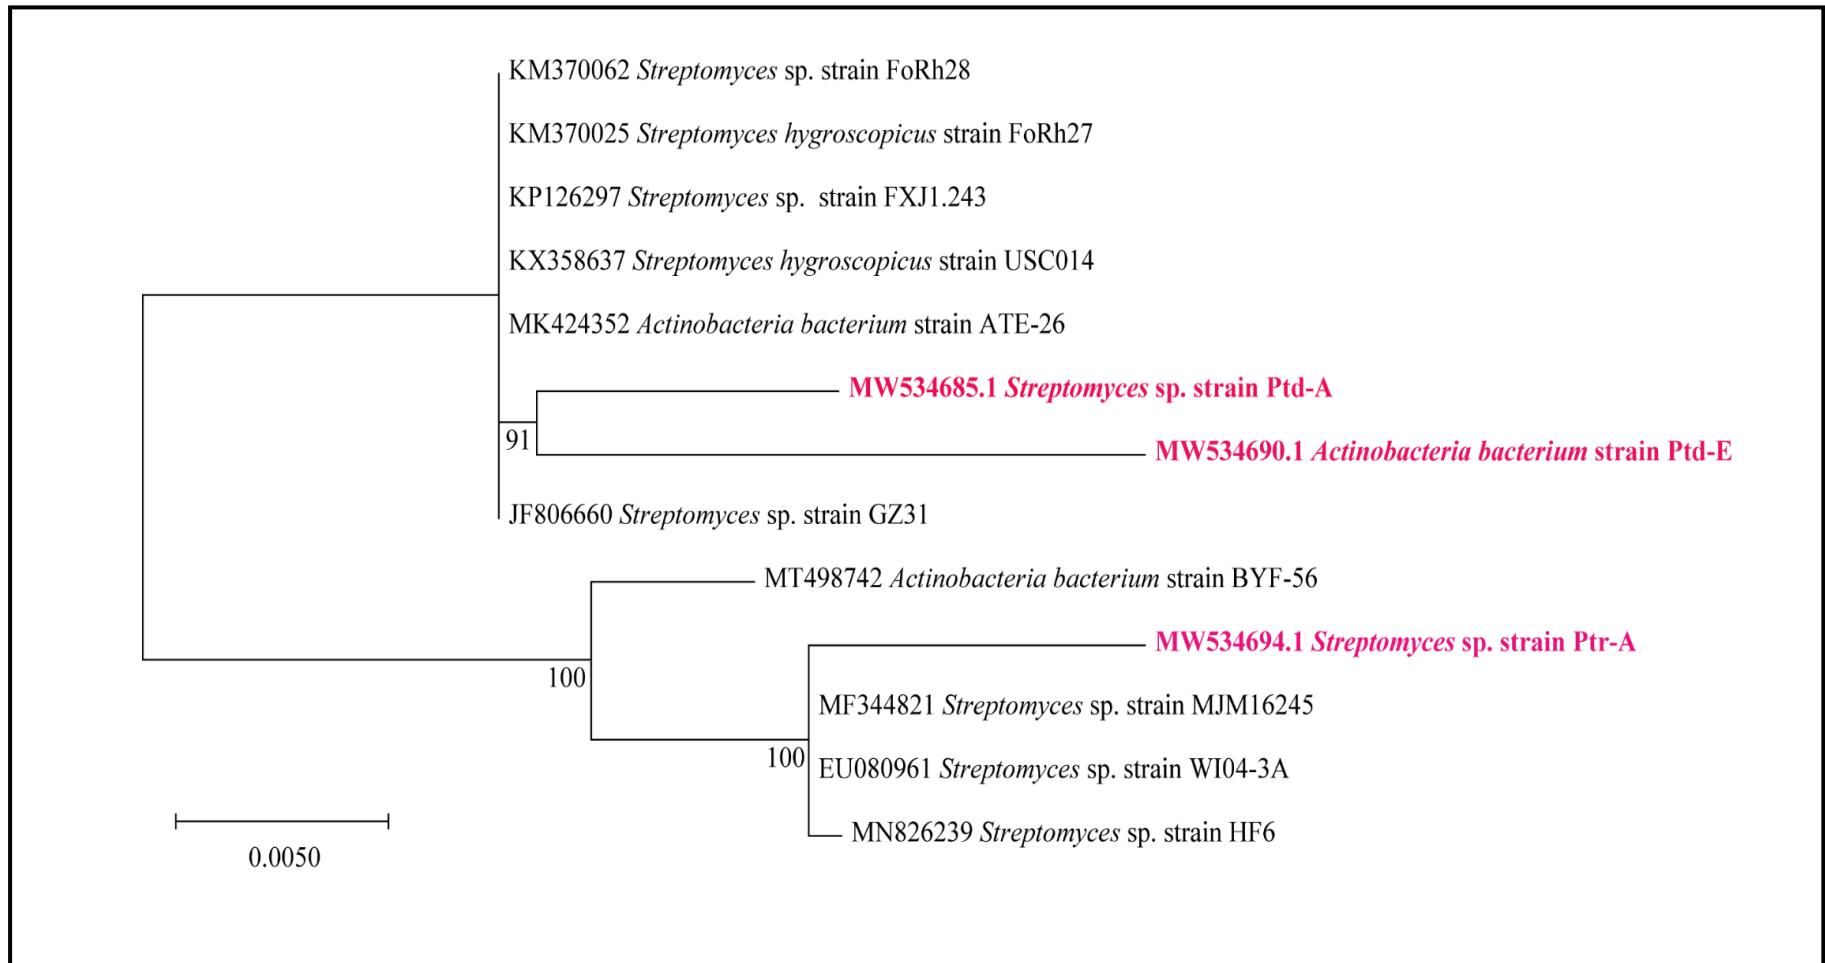 KM370062 Streptomyces sp. strain FoRh28
KM370025 Streptomyces hygroscopicus strain FoRh27
KP126297 Streptomyces sp. strain FXJ1.243
KX358637 Streptomyces hygroscopicus strain USC014
MK424352 Actinobacteria bacterium strain ATE-26
MW534685.1 Streptomyces sp. strain Ptd-A
91
MW534690.1 Actinobacteria bacterium strain Ptd-E
JF806660 Streptomyces sp. strain GZ31
MT498742 Actinobacteria bacterium strain BYF-56
MW534694.1 Streptomyces sp. strain Ptr-A
100
MF344821 Streptomyces sp. strain MJM16245
100
EU080961 Streptomyces sp. strain WI04-3A
MN826239 Streptomyces sp. strain HF6
0.0050